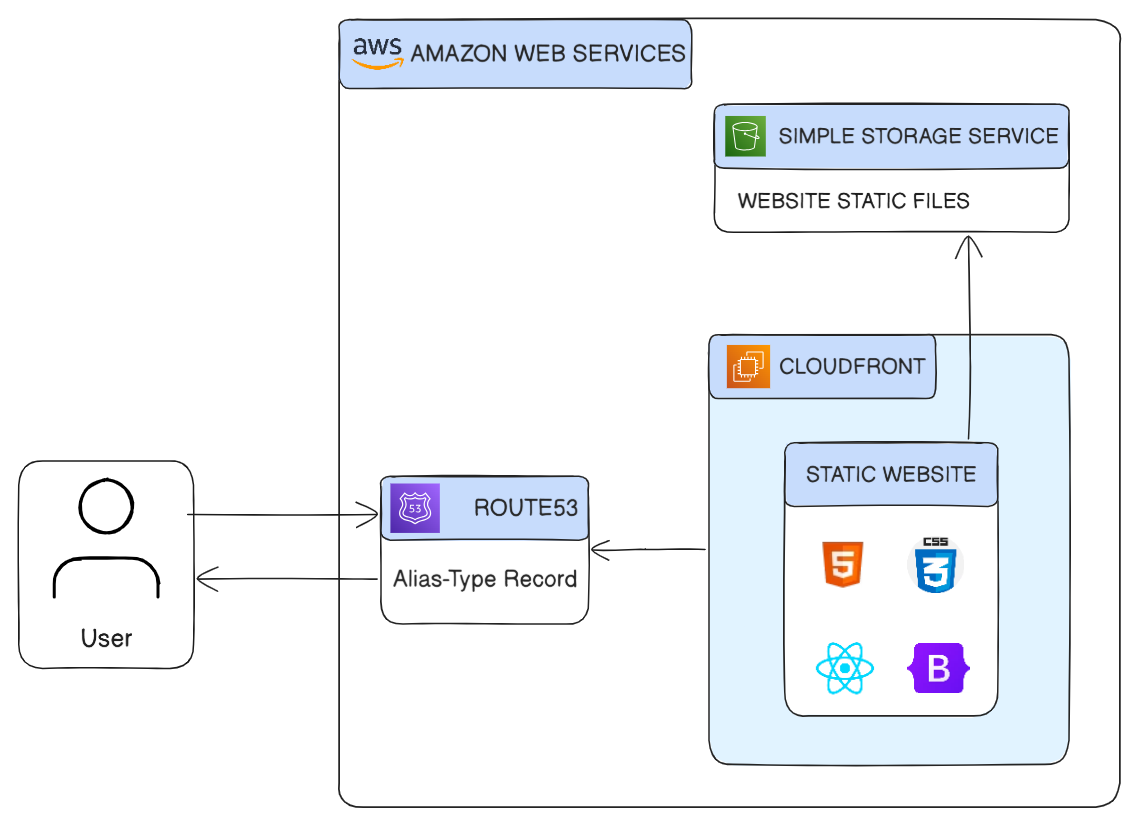 aws AMAZON WEB SERVICES
SIMPLE STORAGE SERVICE
WEBSITE STATIC FILES
CLOUDFRONT
STATIC WEBSITE
53 ROUTE53
Alias-Type Record
5
CSS
3
B
User